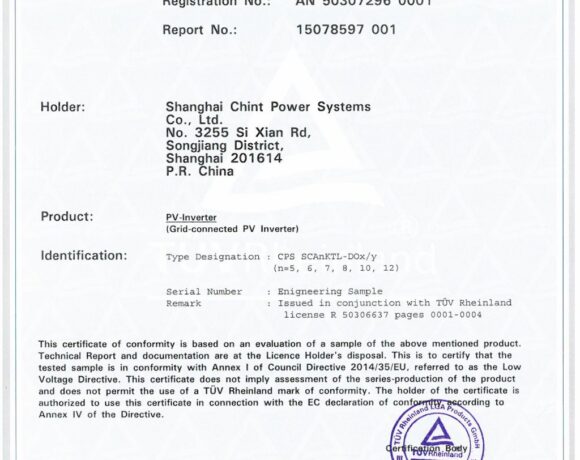 Registration No.: AN 50307296 0001
Report No.: 15078597 001
Holder: Shanghai Chint Power Systems
Co., Ltd.
No. 3255 Si Xian Rd,
Songjiang District,
Shanghai 201614
P.R. China
Product: PV-Inverter
(Grid-connected PV Inverter)
Identification: Type Designation : CPS SCAnKTL-DOx/y
(n=5, 6, 7, 8, 10, 12)
Serial Number : Enigneering Sample
Remark : Issued in conjunction with TÜV Rheinland
license R 50306637 pages 0001-0004
This certificate of conformity is based on an evaluation of a sample of the above mentioned product.
Technical Report and documentation are at the Licence Holder's disposal. This is to certify that the
tested sample is in conformity with Annex I of Council Directive 2014/35/EU, referred to as the Low
Voltage Directive. This certificate does not imply assessment of the series-production of the product
and does not permit the use of a TÜV Rheinland mark of conformity. The holder of the certificate is
authorized to use this certificate in connection with the EC declaration of conformity according to
Annex IV of the Directive.
TÜV Rheinland LGA Products GmbH
Certification Body
TÜVRheinland